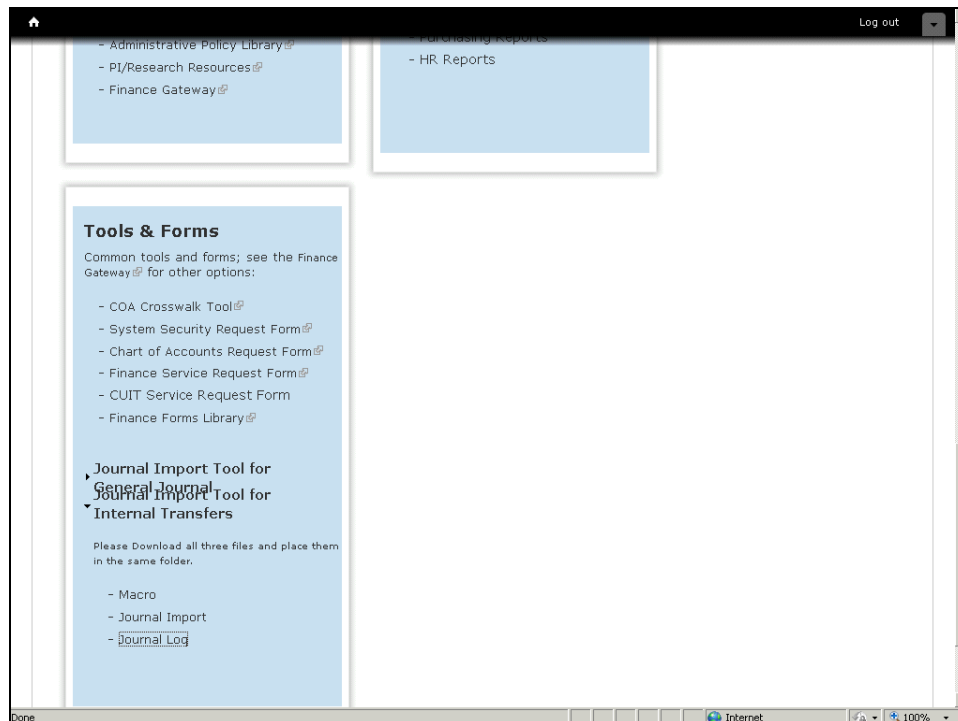 Log out
- Administrative Policy Library
- PI/Research Resources
- Finance Gateway
- Purchasing Reports
- HR Reports
Tools & Forms
Common tools and forms; see the Finance
Gateway for other options:
- COA Crosswalk Tool
- System Security Request Form
- Chart of Accounts Request Form
- Finance Service Request Form
- CUIT Service Request Form
- Finance Forms Library
Journal Import Tool for
General Journal
Journal Import Tool for
Internal Transfers
Please Download all three files and place them
in the same folder.
- Macro
- Journal Import
- Journal Log
Done
Internet
100%